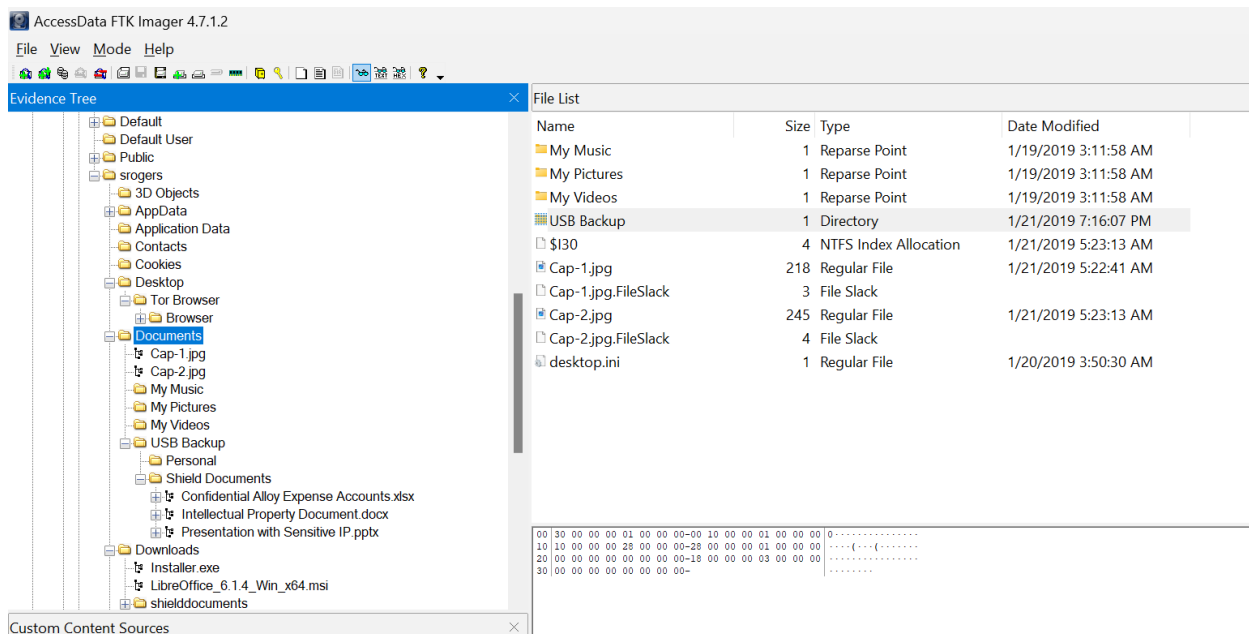 AccessData FTK Imager 4.7.1.2
File View Mode Help
Evidence Tree
Default
Default User
Public
srogers
3D Objects
AppData
Application Data
Contacts
Cookies
Desktop
Tor Browser
Browser
Documents
Cap-1.jpg
Cap-2.jpg
My Music
My Pictures
My Videos
USB Backup
Personal
Shield Documents
Confidential Alloy Expense Accounts.xlsx
Intellectual Property Document.docx
Presentation with Sensitive IP.pptx
Downloads
Installer.exe
LibreOffice_6.1.4_Win_x64.msi
shielddocuments
Custom Content Sources
File List
Name Size Type Date Modified
My Music 1 Reparse Point 1/19/2019 3:11:58 AM
My Pictures 1 Reparse Point 1/19/2019 3:11:58 AM
My Videos 1 Reparse Point 1/19/2019 3:11:58 AM
USB Backup 1 Directory 1/21/2019 7:16:07 PM
$I30 4 NTFS Index Allocation 1/21/2019 5:23:13 AM
Cap-1.jpg 218 Regular File 1/21/2019 5:22:41 AM
Cap-1.jpg.FileSlack 3 File Slack
Cap-2.jpg 245 Regular File 1/21/2019 5:23:13 AM
Cap-2.jpg.FileSlack 4 File Slack
desktop.ini 1 Regular File 1/20/2019 3:50:30 AM
00 30 00 00 00 01 00 00 00-00 10 00 00 01 00 00 00 0···············
10 10 00 00 00 28 00 00 00-28 00 00 00 01 00 00 00 ····(···(·······
20 00 00 00 00 00 00 00 00-18 00 00 00 03 00 00 00 ················
30 00 00 00 00 00 00 00 00- ········